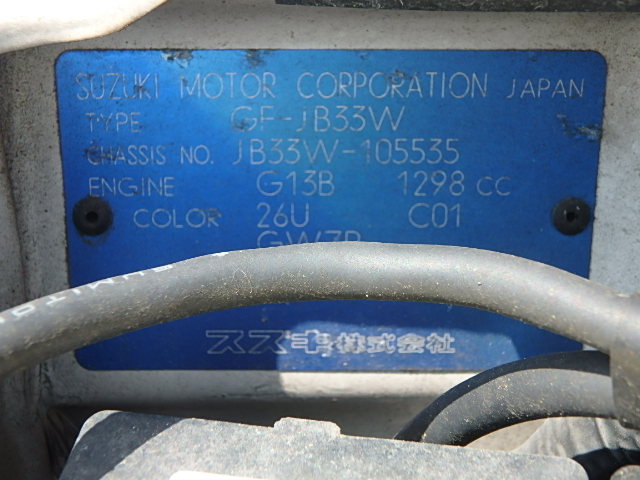 SUZUKI MOTOR CORPORATION JAPAN
TYPE GF-JB33W
CHASSIS NO. JB33W-105535
ENGINE G13B 1298 CC
COLOR 26U C01
スズキ株式会社